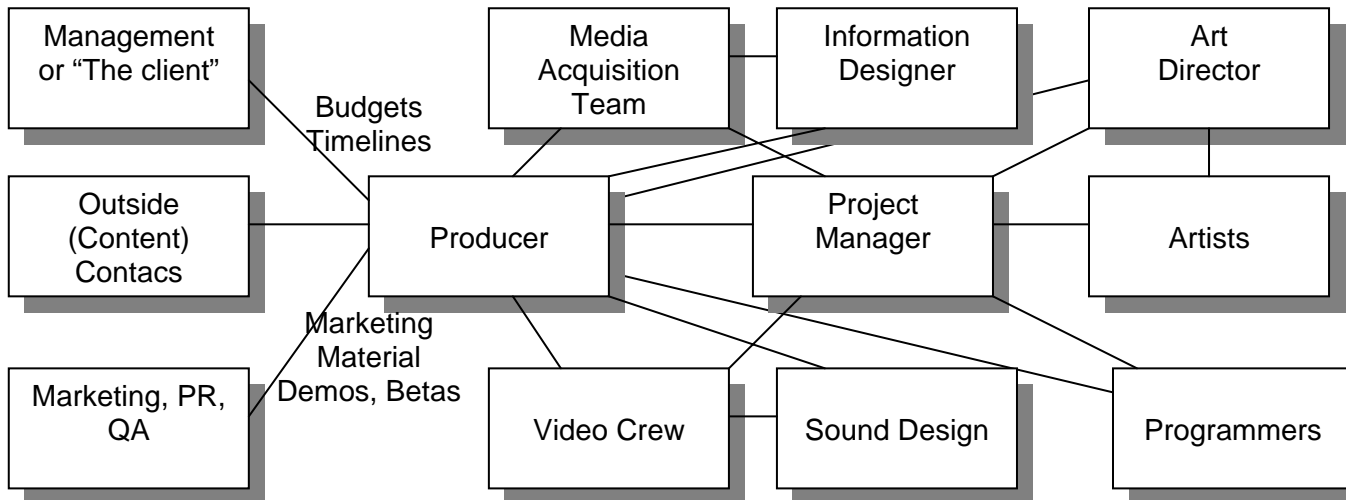 Management
or “The client”
Media
Acquisition
Team
Information
Designer
Art
Director
Budgets
Timelines
Outside
(Content)
Contacs
Producer
Project
Manager
Artists
Marketing
Material
Demos, Betas
Marketing, PR,
QA
Video Crew
Sound Design
Programmers